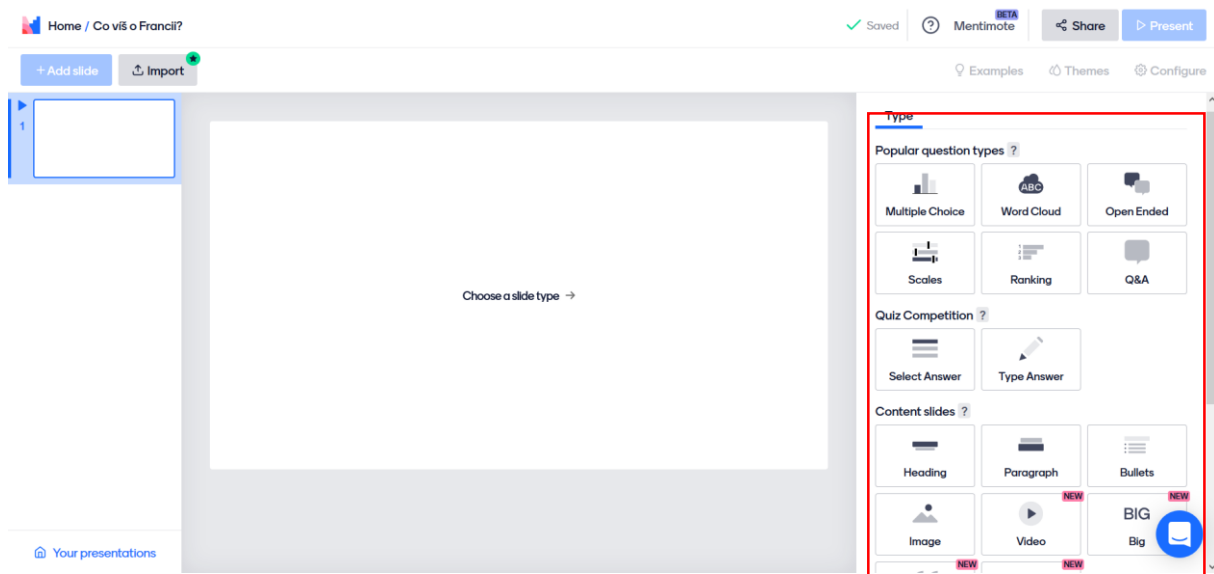 Home / Co víš o Francii?
Saved
?
Mentimote
BETA
Share
Present
+ Add slide
Import
Examples
Themes
Configure
1
Choose a slide type →
Your presentations
Type
Popular question types ?
Multiple Choice
ABC
Word Cloud
Open Ended
Scales
Ranking
Q&A
Quiz Competition ?
Select Answer
Type Answer
Content slides ?
Heading
Paragraph
Bullets
Image
NEW
Video
NEW
BIG
Big
NEW
NEW